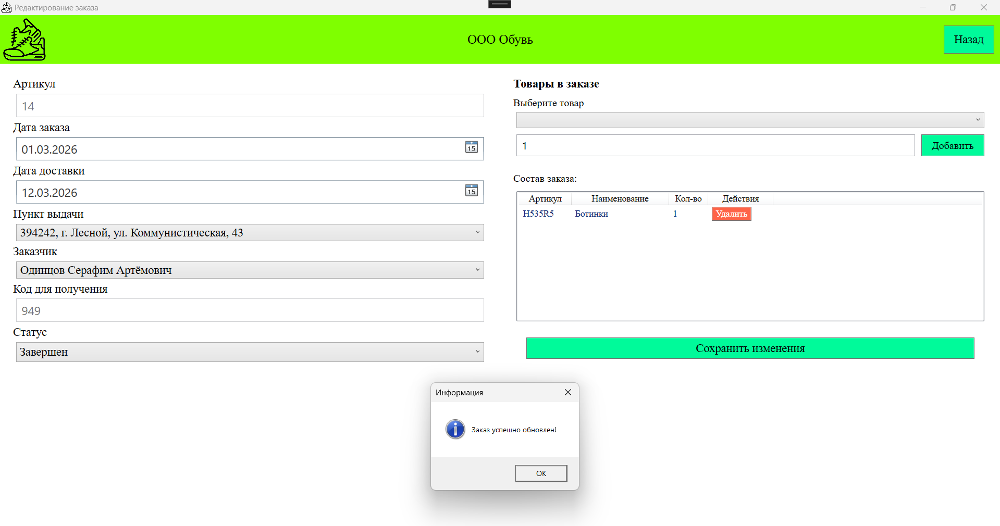 Редактирование заказа
ООО Обувь
Назад
Артикул
14
Дата заказа
01.03.2026
15
Дата доставки
12.03.2026
15
Пункт выдачи
394242, г. Лесной, ул. Коммунистическая, 43
Заказчик
Одинцов Серафим Артёмович
Код для получения
949
Статус
Завершен
Товары в заказе
Выберите товар
1
Добавить
Состав заказа:
Артикул Наименование Кол-во Действия
H535R5 Ботинки 1 Удалить
Сохранить изменения
Информация
Заказ успешно обновлен!
ОК